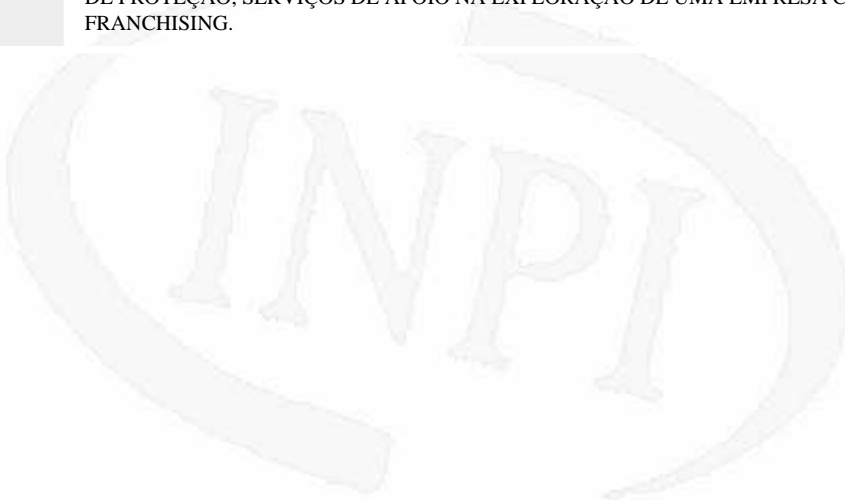 DE PROTEÇÃO; SERVIÇOS DE APOIO NA EXPLORAÇÃO DE UMA EMPRESA
FRANCHISING.
INPI